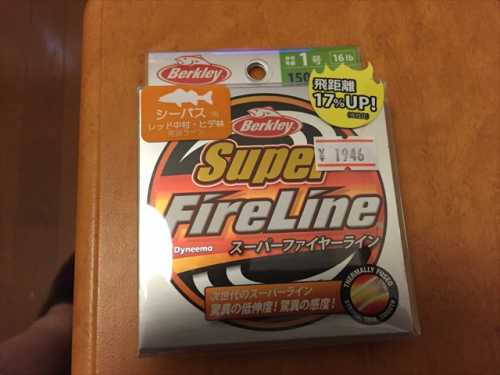 Berkley
1号
16 lb
150
飛距離
17%UP!
シーバス
レッド中村・ヒデ林
Berkley
Super
¥ 1946
FireLine
Dyneema
スーパーファイヤーライン
THERMALLY FUSED
次世代のスーパーライン
驚異の低伸度!驚異の感度!